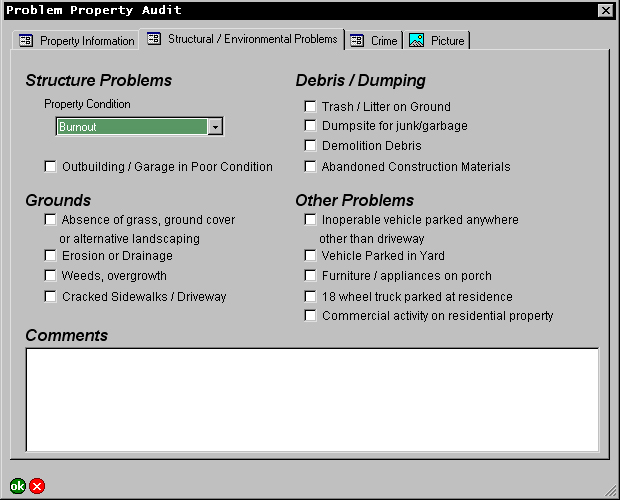 Problem Property Audit
Property Information
Structural / Environmental Problems
Crime
Picture
Structure Problems
Property Condition
Burnout
Outbuilding / Garage in Poor Condition
Debris / Dumping
Trash / Litter on Ground
Dumpsite for junk/garbage
Demolition Debris
Abandoned Construction Materials
Grounds
Absence of grass, ground cover
or alternative landscaping
Erosion or Drainage
Weeds, overgrowth
Cracked Sidewalks / Driveway
Other Problems
Inoperable vehicle parked anywhere
other than driveway
Vehicle Parked in Yard
Furniture / appliances on porch
18 wheel truck parked at residence
Commercial activity on residential property
Comments
ok